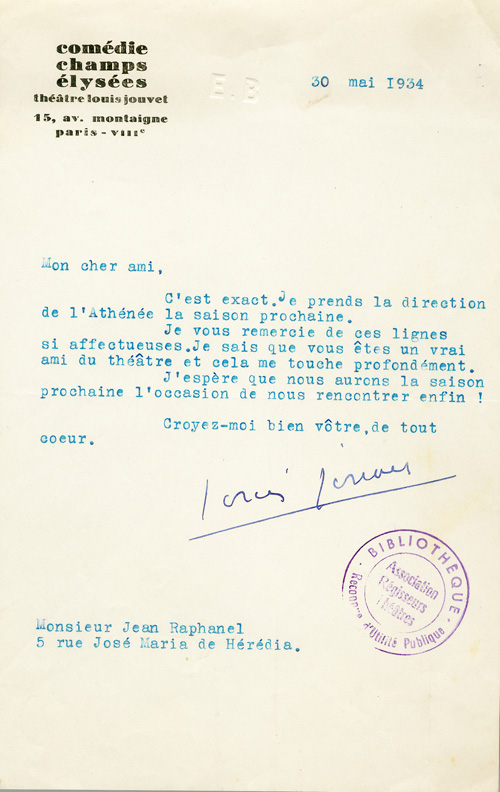 comédie
champs
élysées
théâtre louis jouvet
15, av. montaigne
paris - VIIIe
E.B
30 mai 1934
Mon cher ami,
C'est exact.Je prends la direction
de l'Athénée la saison prochaine.
Je vous remercie de ces lignes
si affectueuses.Je sais que vous êtes un vrai
ami du théâtre et cela me touche profondément.
J'espère que nous aurons la saison
prochaine l'occasion de nous rencontrer enfin !
Croyez-moi bien vôtre,de tout
coeur.
Louis Jouvet
BIBLIOTHÈQUE
Association
Régisseurs
Théâtres
Reconnue d'Utilité Publique
Monsieur Jean Raphanel
5 rue José Maria de Hérédia.